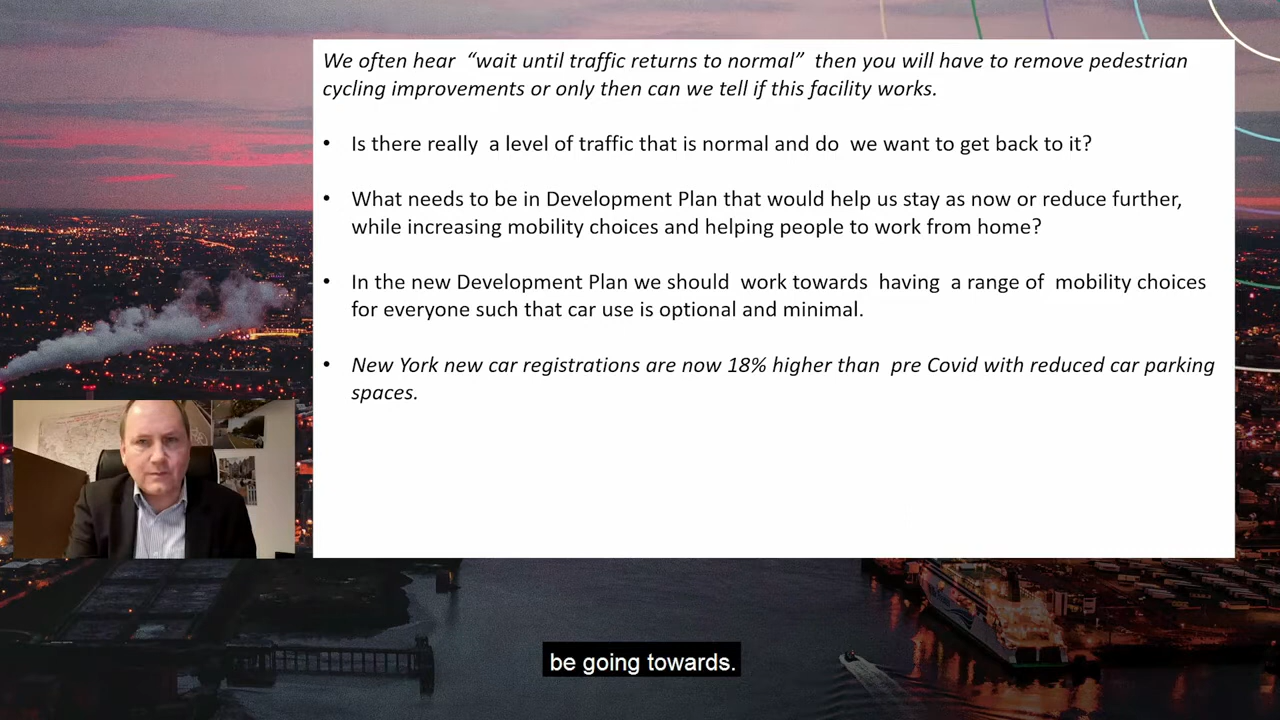 We often hear “wait until traffic returns to normal” then you will have to remove pedestrian
cycling improvements or only then can we tell if this facility works.
• Is there really a level of traffic that is normal and do we want to get back to it?
• What needs to be in Development Plan that would help us stay as now or reduce further,
while increasing mobility choices and helping people to work from home?
• In the new Development Plan we should work towards having a range of mobility choices
for everyone such that car use is optional and minimal.
• New York new car registrations are now 18% higher than pre Covid with reduced car parking
spaces.
be going towards.